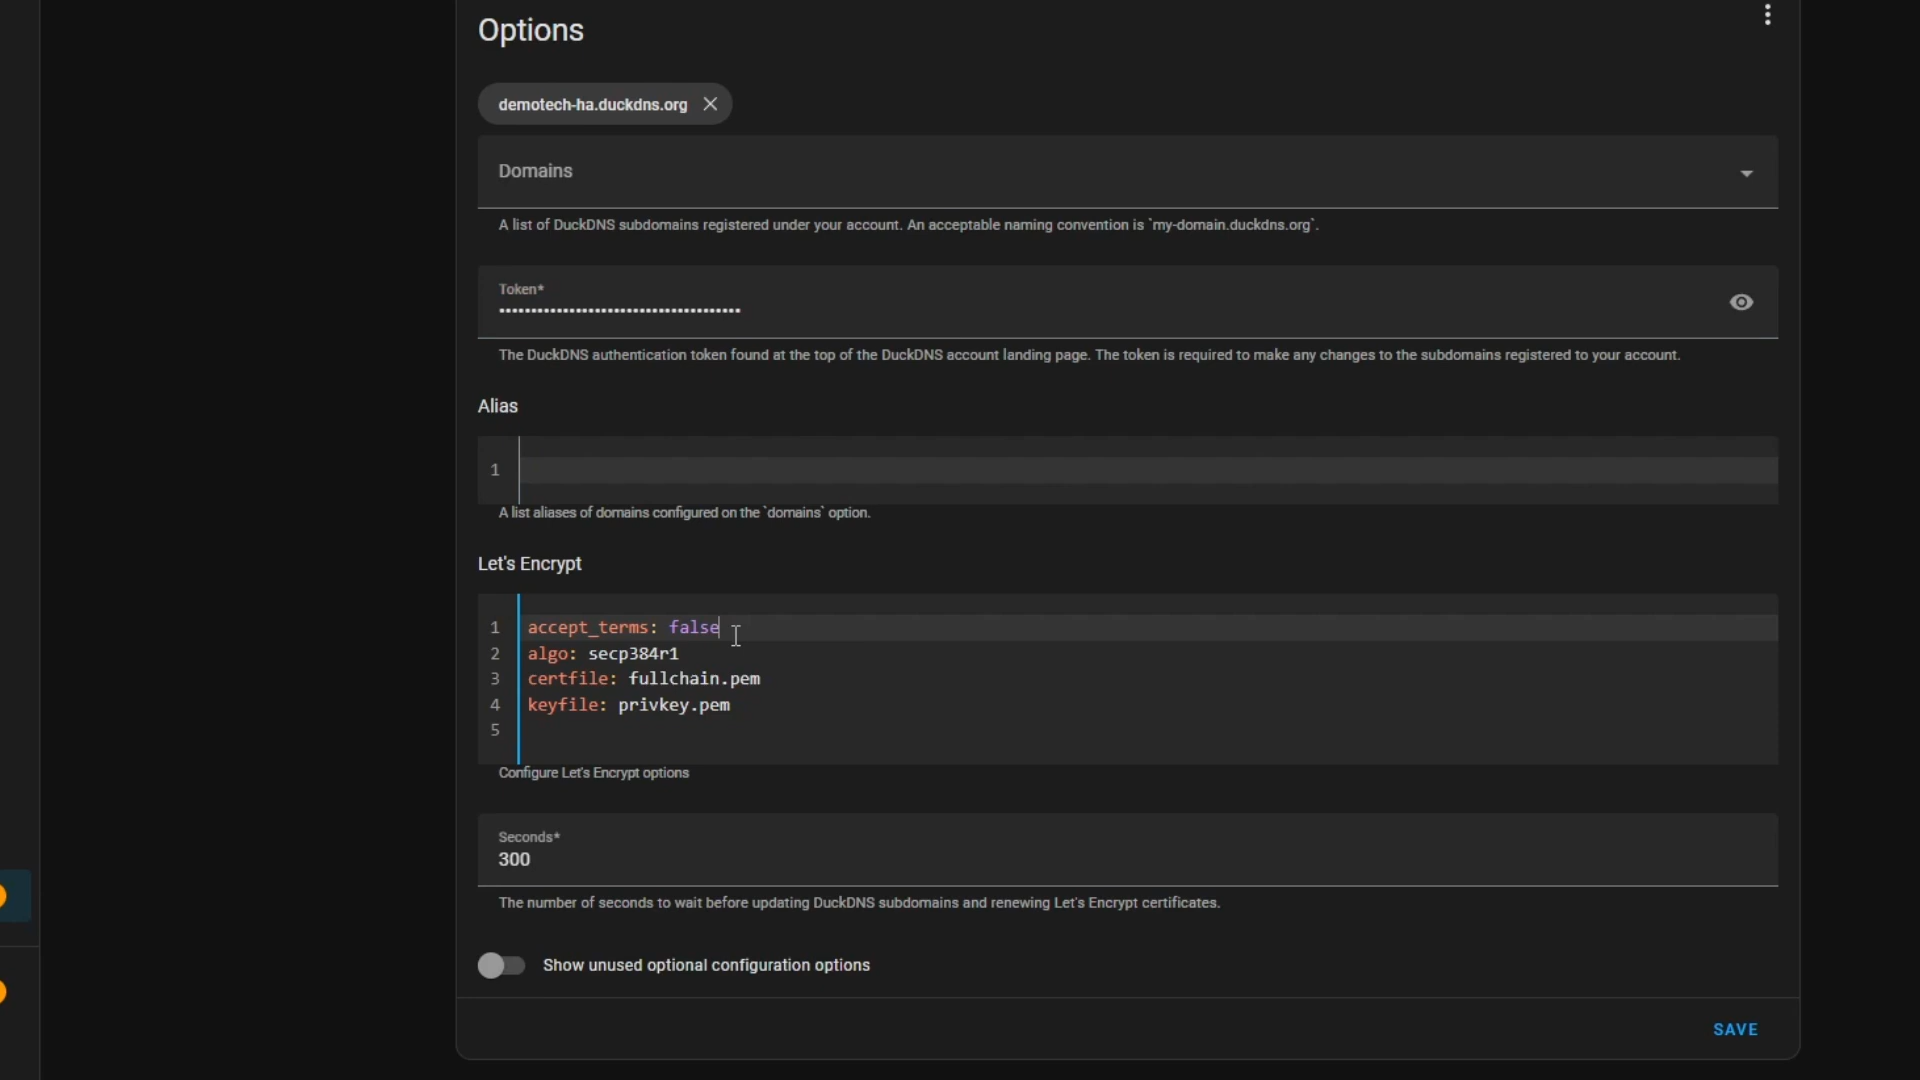 Options
demotech-ha.duckdns.org
Domains
A list of DuckDNS subdomains registered under your account. An acceptable naming convention is `my-domain.duckdns.org`.
Token*
The DuckDNS authentication token found at the top of the DuckDNS account landing page. The token is required to make any changes to the subdomains registered to your account.
Alias
1
A list aliases of domains configured on the `domains` option.
Let's Encrypt
1 accept_terms: false
2 algo: secp384r1
3 certfile: fullchain.pem
4 keyfile: privkey.pem
5
Configure Let's Encrypt options
Seconds*
300
The number of seconds to wait before updating DuckDNS subdomains and renewing Let's Encrypt certificates.
Show unused optional configuration options
SAVE